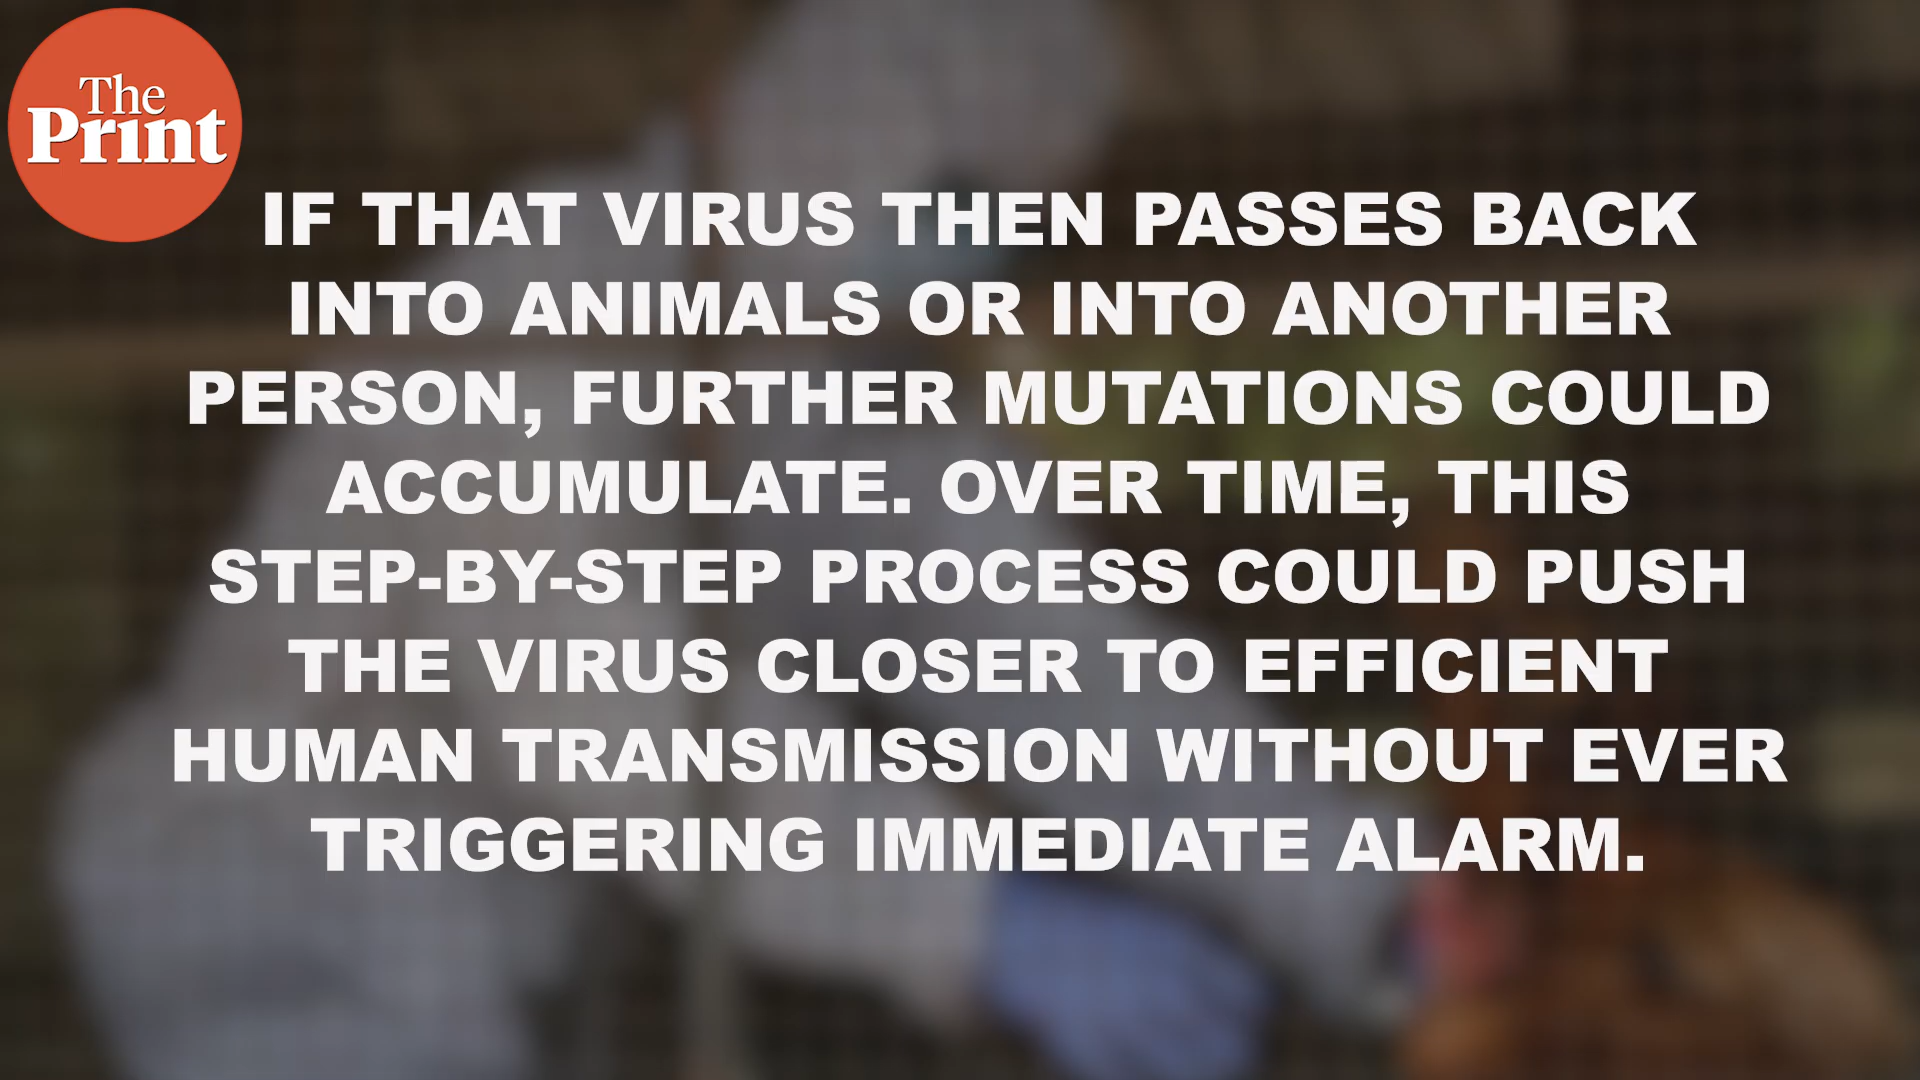 The
Print
IF THAT VIRUS THEN PASSES BACK
INTO ANIMALS OR INTO ANOTHER
PERSON, FURTHER MUTATIONS COULD
ACCUMULATE. OVER TIME, THIS
STEP-BY-STEP PROCESS COULD PUSH
THE VIRUS CLOSER TO EFFICIENT
HUMAN TRANSMISSION WITHOUT EVER
TRIGGERING IMMEDIATE ALARM.